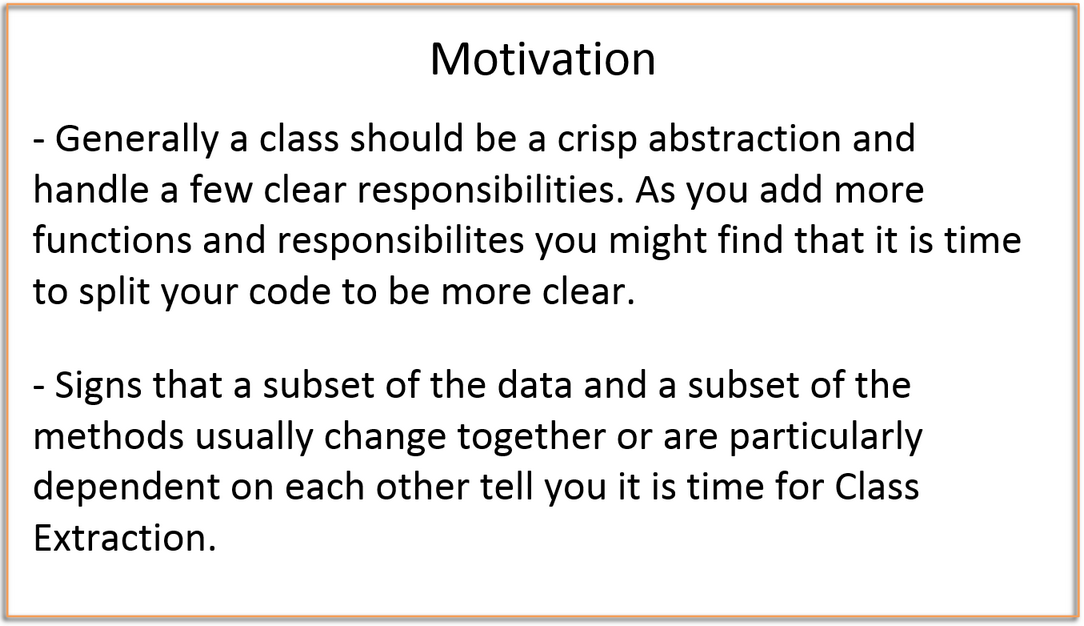 Motivation
- Generally a class should be a crisp abstraction and
handle a few clear responsibilities. As you add more
functions and responsibilites you might find that it is time
to split your code to be more clear.
- Signs that a subset of the data and a subset of the
methods usually change together or are particularly
dependent on each other tell you it is time for Class
Extraction.